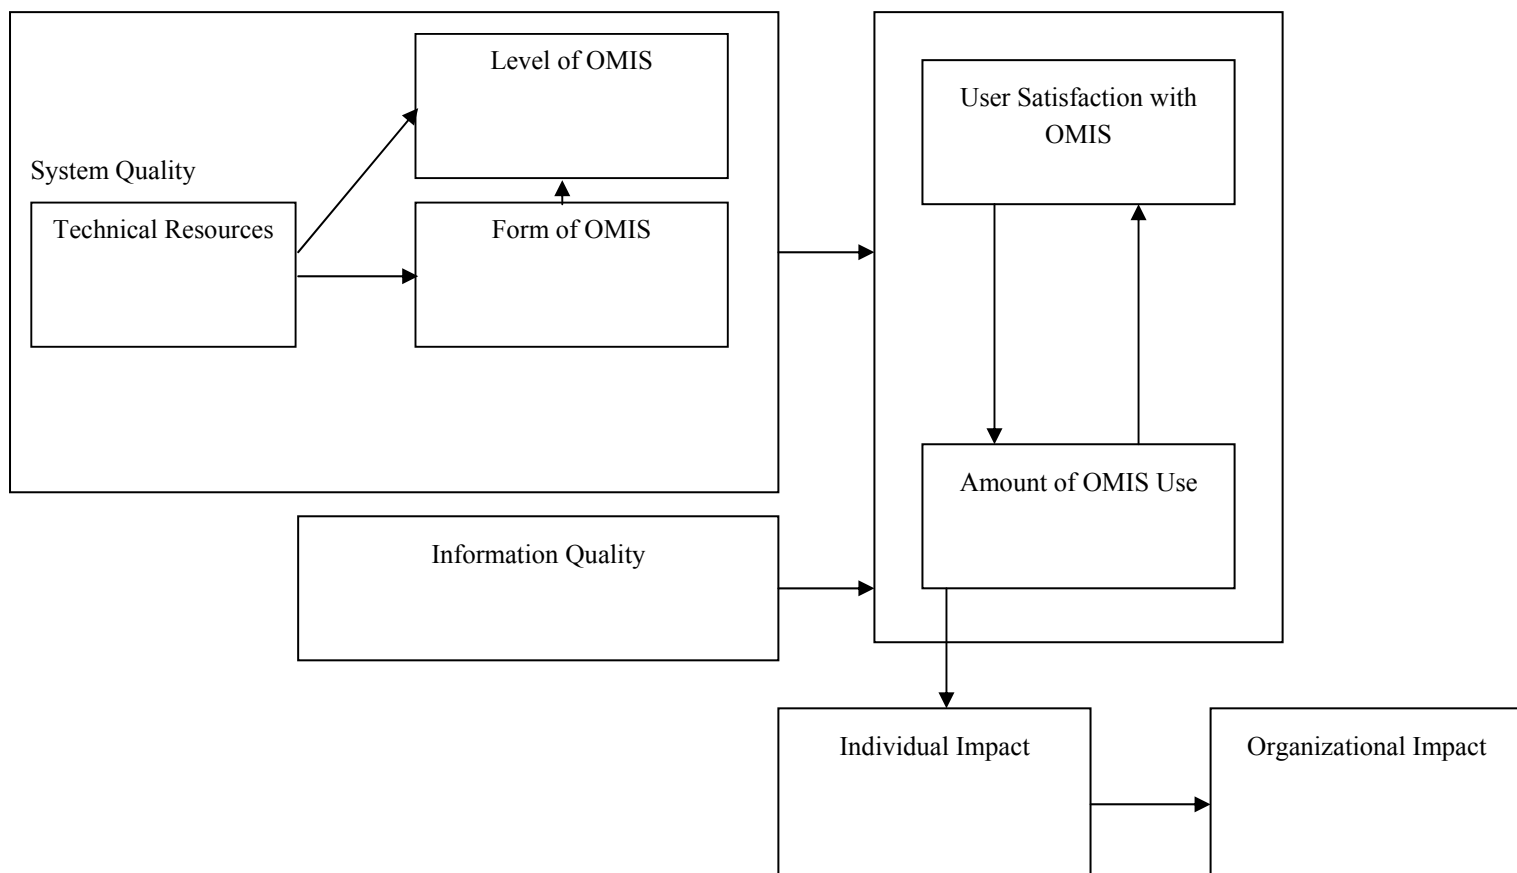 Level of OMIS
User Satisfaction with
OMIS
System Quality
Technical Resources
Form of OMIS
Amount of OMIS Use
Information Quality
Individual Impact
Organizational Impact